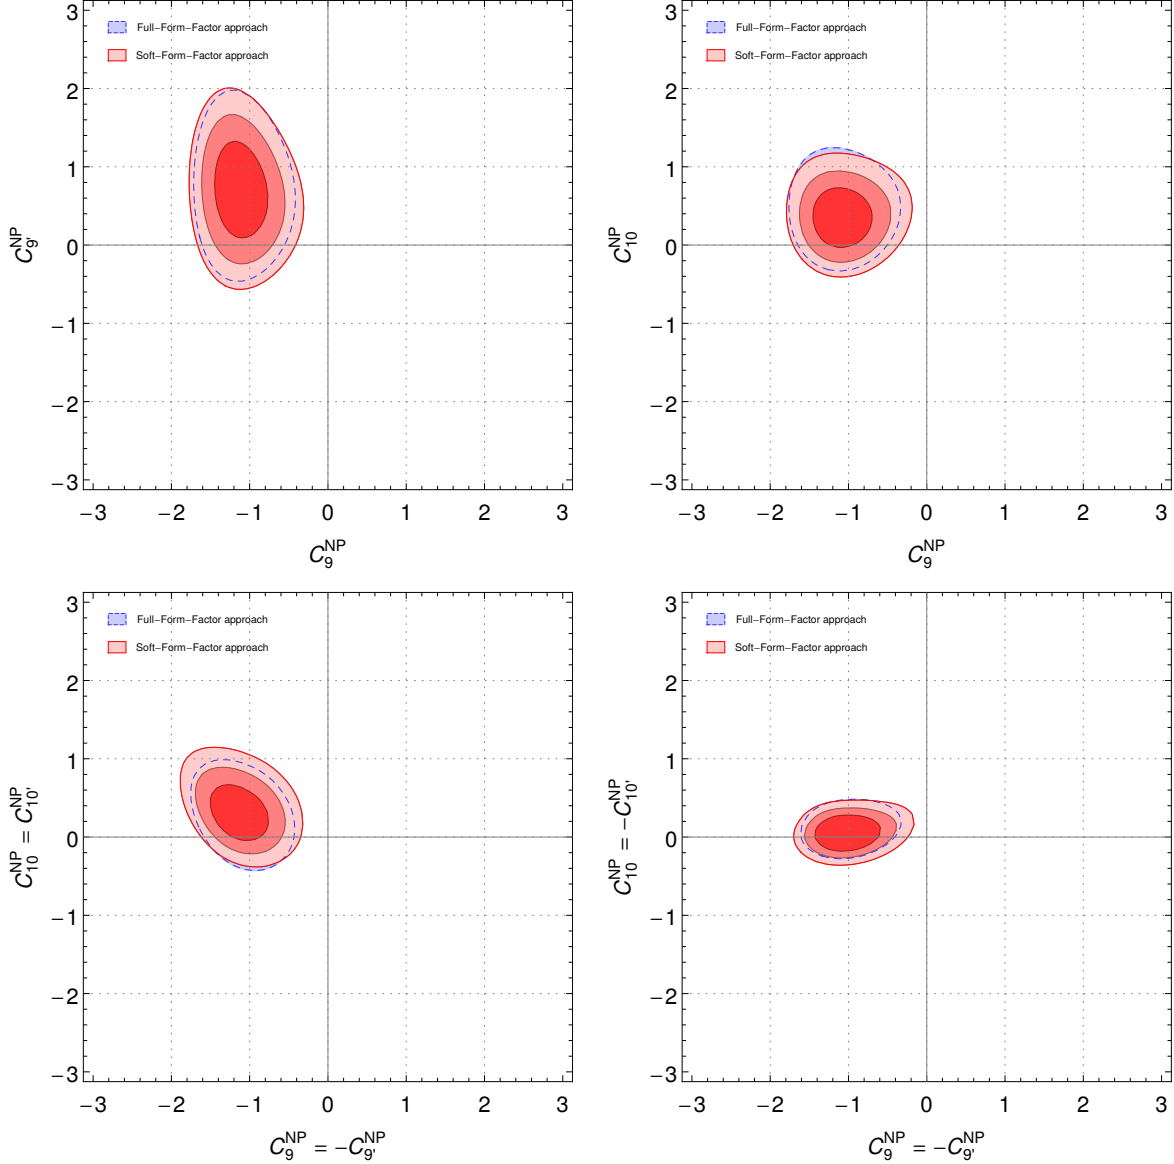 Full−Form−Factor approach
Soft−Form−Factor approach
3
2
1
0
−1
−2
−3
C_{9'}^{NP}
−3 −2 −1 0 1 2 3
C_9^{NP}
Full−Form−Factor approach
Soft−Form−Factor approach
3
2
1
0
−1
−2
−3
C_{10}^{NP}
−3 −2 −1 0 1 2 3
C_9^{NP}
Full−Form−Factor approach
Soft−Form−Factor approach
3
2
1
0
−1
−2
−3
C_{10}^{NP} = C_{10'}^{NP}
−3 −2 −1 0 1 2 3
C_9^{NP} = −C_{9'}^{NP}
Full−Form−Factor approach
Soft−Form−Factor approach
3
2
1
0
−1
−2
−3
C_{10}^{NP} = −C_{10'}^{NP}
−3 −2 −1 0 1 2 3
C_9^{NP} = −C_{9'}^{NP}